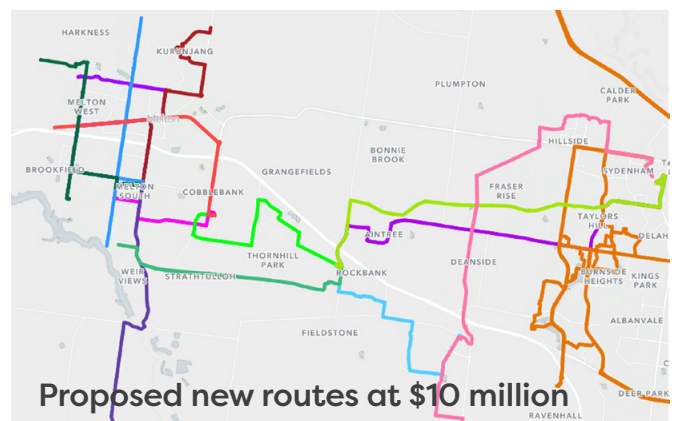 HARKNESS
KURUNJANG
PLUMPTON
CALDER
PARK
MELTON
WEST
Melton
HILLSIDE
BONNIE
BROOK
BROOKFIELD
GRANGEFIELDS
SYDENHAM
MELTON
SOUTH
COBBLEBANK
FRASER
RISE
TAYLORS
HILL
AINTREE
DELAH
THORNHILL
PARK
DEANSIDE
WEIR
VIEWS
STRATHTULLOH
ROCKBANK
BURNSIDE
HEIGHTS
KINGS
PARK
FIELDSTONE
ALBANVALE
Proposed new routes at $10 million
DEER PARK
RAVENHALL